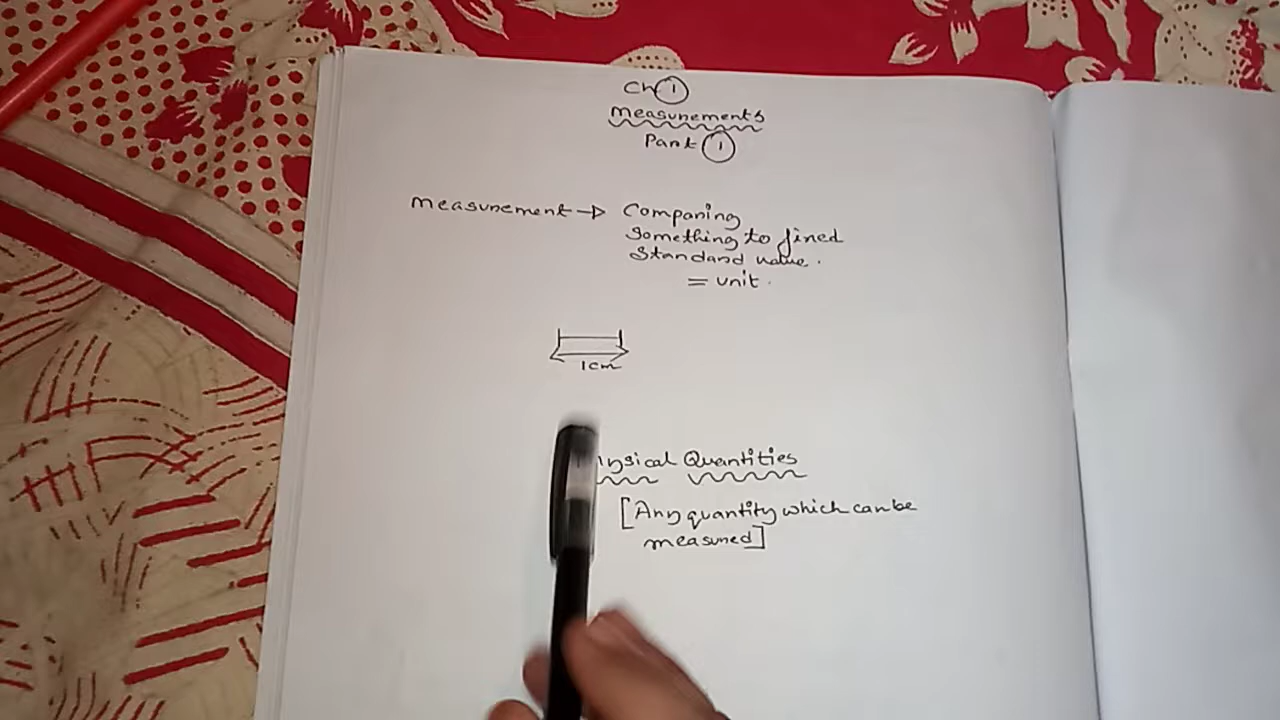 Ch 1
Measurements
Part 1
Measurement → Comparing
Something to fixed
Standard value.
= unit.
1cm
Quantities
[Any quantity which can be
measured]